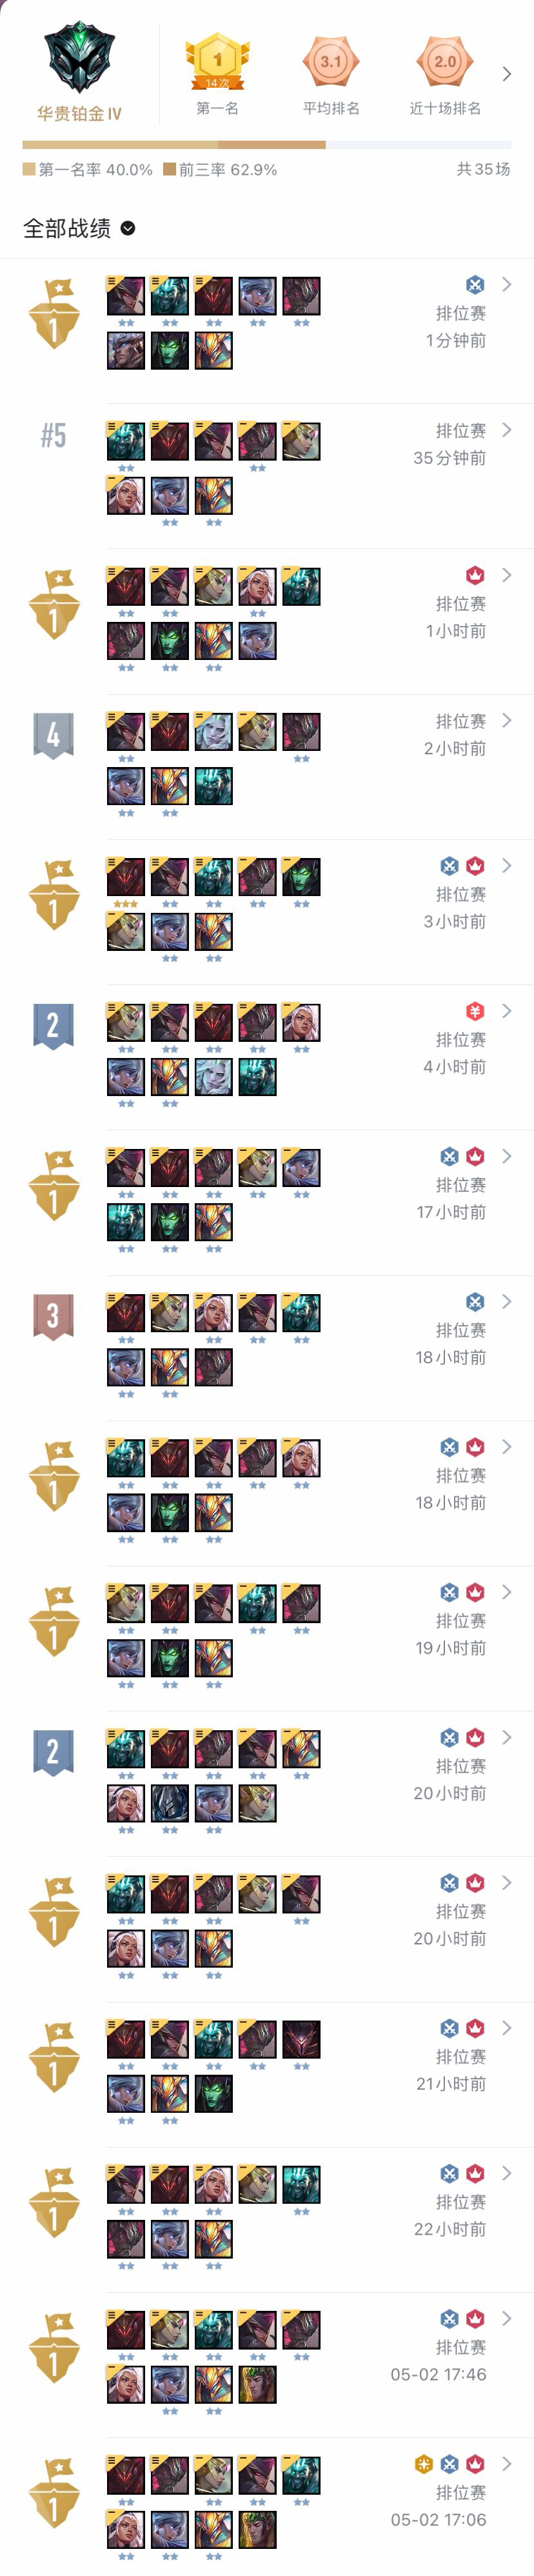 华贵铂金Ⅳ
1
14次
第一名
3.1
平均排名
2.0
近十场排名
第一名率 40.0%
前三率 62.9%
共35场
全部战绩
1
排位赛
1分钟前
#5
排位赛
35分钟前
1
排位赛
1小时前
4
排位赛
2小时前
1
排位赛
3小时前
2
排位赛
4小时前
1
排位赛
17小时前
3
排位赛
18小时前
1
排位赛
18小时前
1
排位赛
19小时前
2
排位赛
20小时前
1
排位赛
20小时前
1
排位赛
21小时前
1
排位赛
22小时前
1
排位赛
05-02 17:46
1
排位赛
05-02 17:06